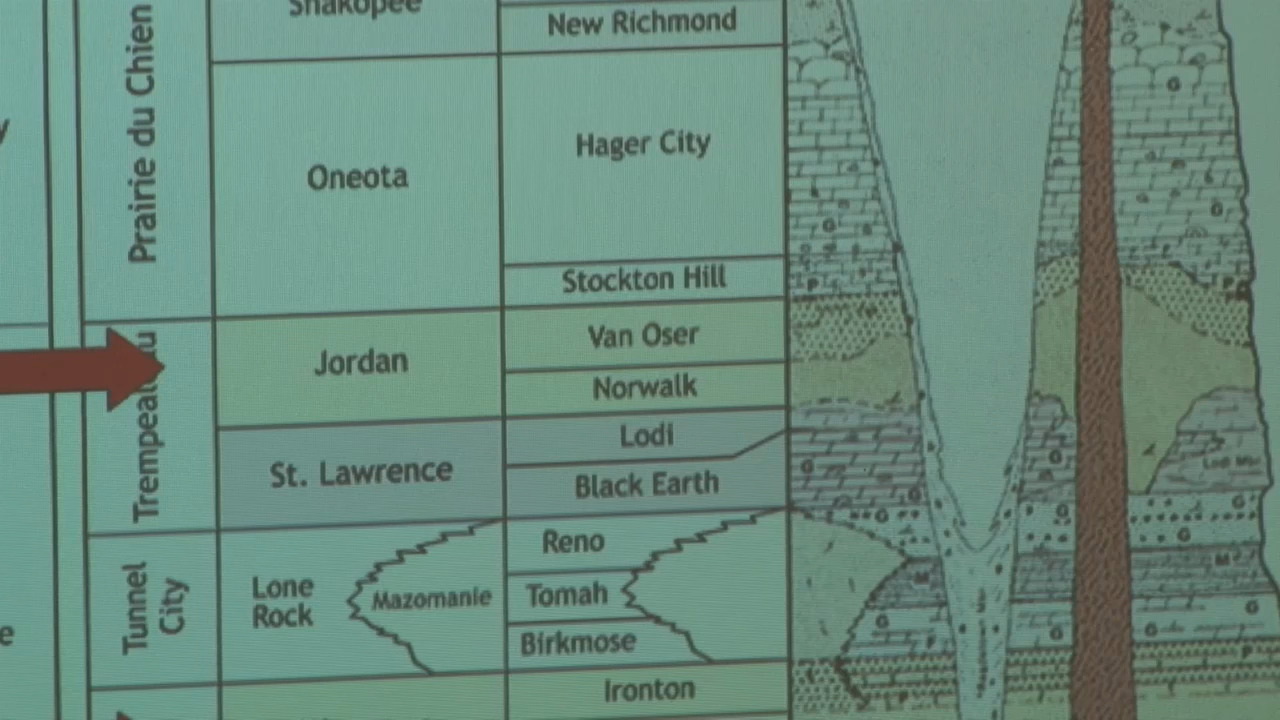 Prairie du Chien
Shakopee
New Richmond
Oneota
Hager City
Stockton Hill
Jordan
Van Oser
Norwalk
St. Lawrence
Lodi
Black Earth
Tunnel
City
Lone
Rock
Mazomanie
Reno
Tomah
Birkmose
Ironton